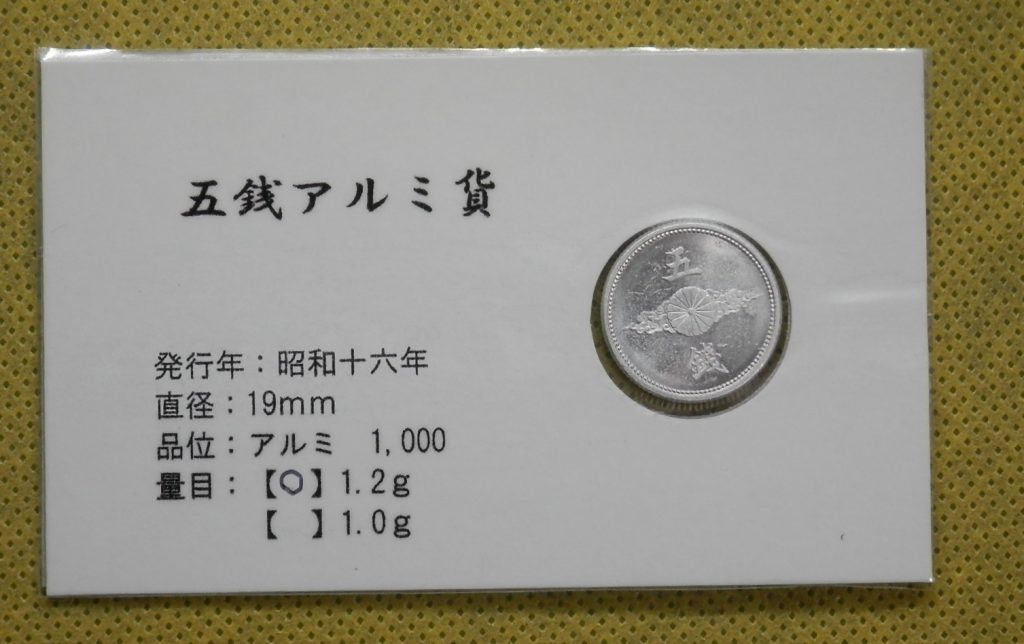 五銭アルミ貨
五
銭
発行年：昭和十六年
直径：19mm
品位：アルミ　1,000
量目：【○】1.2g
【 】1.0g